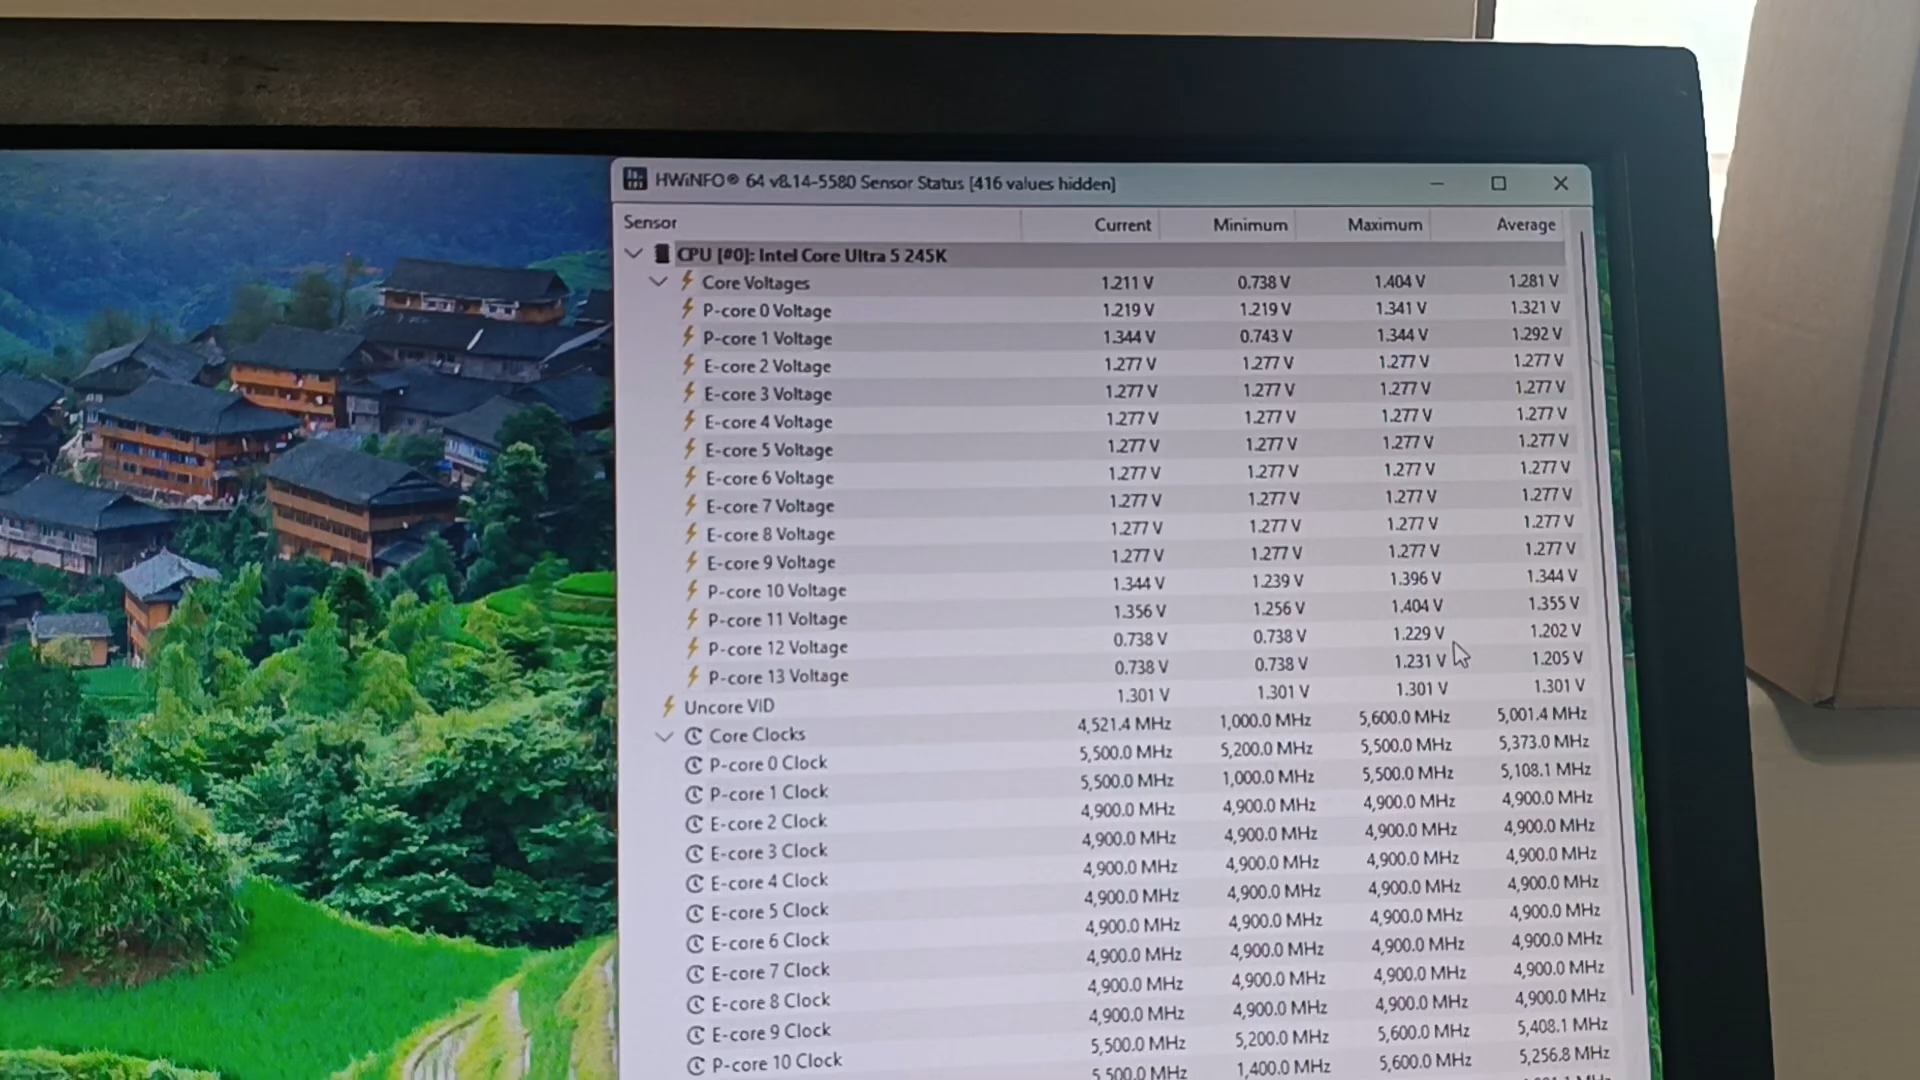 HWiNFO® 64 v8.14-5580 Sensor Status [416 values hidden]
Sensor Current Minimum Maximum Average
CPU [#0]: Intel Core Ultra 5 245K
Core Voltages 1.211 V 0.738 V 1.404 V 1.281 V
P-core 0 Voltage 1.219 V 1.219 V 1.341 V 1.321 V
P-core 1 Voltage 1.344 V 0.743 V 1.344 V 1.292 V
E-core 2 Voltage 1.277 V 1.277 V 1.277 V 1.277 V
E-core 3 Voltage 1.277 V 1.277 V 1.277 V 1.277 V
E-core 4 Voltage 1.277 V 1.277 V 1.277 V 1.277 V
E-core 5 Voltage 1.277 V 1.277 V 1.277 V 1.277 V
E-core 6 Voltage 1.277 V 1.277 V 1.277 V 1.277 V
E-core 7 Voltage 1.277 V 1.277 V 1.277 V 1.277 V
E-core 8 Voltage 1.277 V 1.277 V 1.277 V 1.277 V
E-core 9 Voltage 1.277 V 1.277 V 1.277 V 1.277 V
P-core 10 Voltage 1.344 V 1.239 V 1.396 V 1.344 V
P-core 11 Voltage 1.356 V 1.256 V 1.404 V 1.355 V
P-core 12 Voltage 0.738 V 0.738 V 1.229 V 1.202 V
P-core 13 Voltage 0.738 V 0.738 V 1.231 V 1.205 V
Uncore VID 1.301 V 1.301 V 1.301 V 1.301 V
Core Clocks 4,521.4 MHz 1,000.0 MHz 5,600.0 MHz 5,001.4 MHz
P-core 0 Clock 5,500.0 MHz 5,200.0 MHz 5,500.0 MHz 5,373.0 MHz
P-core 1 Clock 5,500.0 MHz 1,000.0 MHz 5,500.0 MHz 5,108.1 MHz
E-core 2 Clock 4,900.0 MHz 4,900.0 MHz 4,900.0 MHz 4,900.0 MHz
E-core 3 Clock 4,900.0 MHz 4,900.0 MHz 4,900.0 MHz 4,900.0 MHz
E-core 4 Clock 4,900.0 MHz 4,900.0 MHz 4,900.0 MHz 4,900.0 MHz
E-core 5 Clock 4,900.0 MHz 4,900.0 MHz 4,900.0 MHz 4,900.0 MHz
E-core 6 Clock 4,900.0 MHz 4,900.0 MHz 4,900.0 MHz 4,900.0 MHz
E-core 7 Clock 4,900.0 MHz 4,900.0 MHz 4,900.0 MHz 4,900.0 MHz
E-core 8 Clock 4,900.0 MHz 4,900.0 MHz 4,900.0 MHz 4,900.0 MHz
E-core 9 Clock 4,900.0 MHz 4,900.0 MHz 4,900.0 MHz 4,900.0 MHz
P-core 10 Clock 5,500.0 MHz 5,200.0 MHz 5,600.0 MHz 5,408.1 MHz
5,500.0 MHz 1,400.0 MHz 5,600.0 MHz 5,256.8 MHz